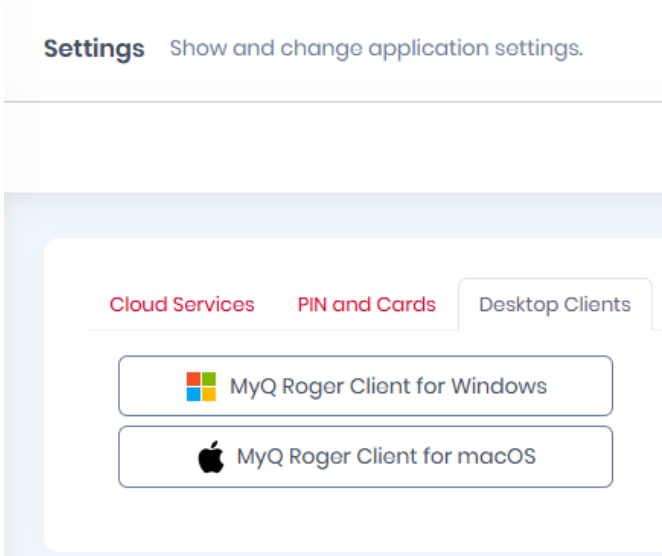 Settings Show and change application settings.
Cloud Services PIN and Cards Desktop Clients
MyQ Roger Client for Windows
MyQ Roger Client for macOS